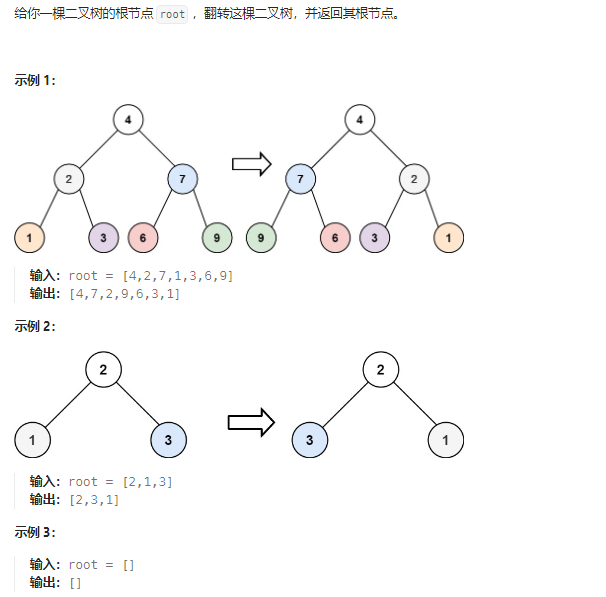 给你一棵二叉树的根节点 root ，翻转这棵二叉树，并返回其根节点。
示例 1：
4
4
2
7
7
2
1
3
6
9
9
6
3
1
输入：root = [4,2,7,1,3,6,9]
输出：[4,7,2,9,6,3,1]
示例 2：
2
2
1
3
3
1
输入：root = [2,1,3]
输出：[2,3,1]
示例 3：
输入：root = []
输出：[]